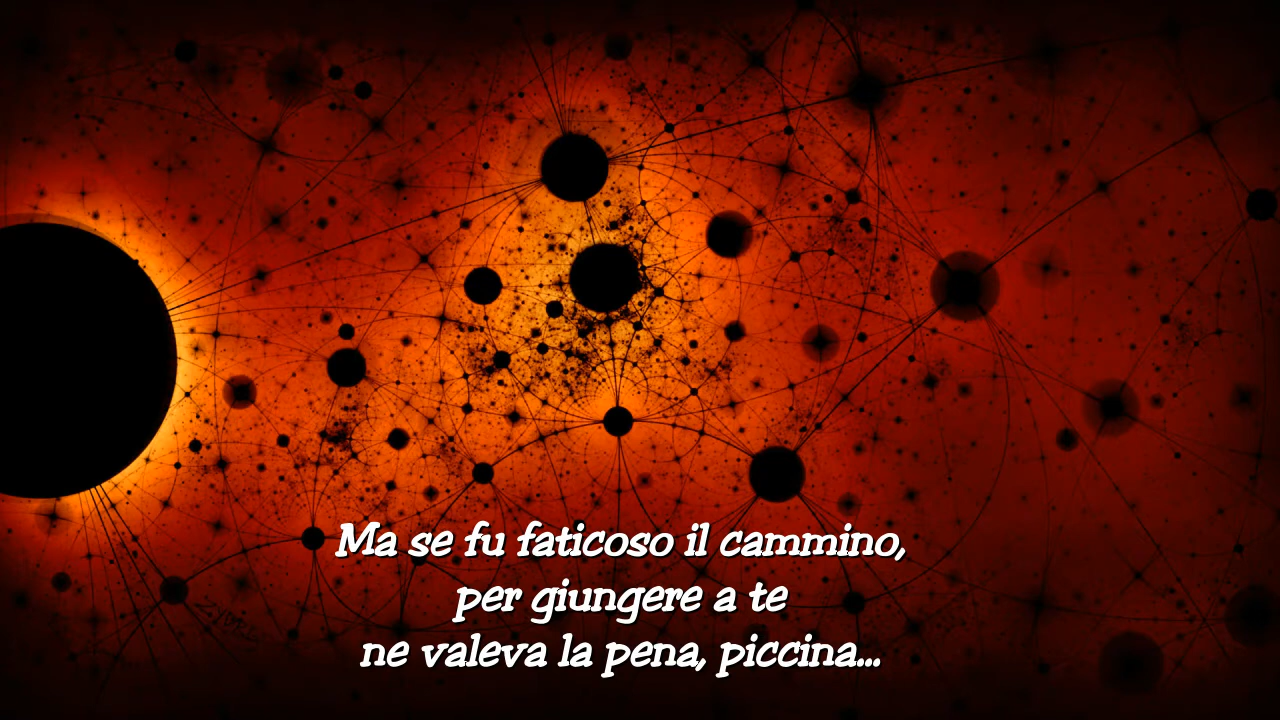 Ma se fu faticoso il cammino,
per giungere a te
ne valeva la pena, piccina...